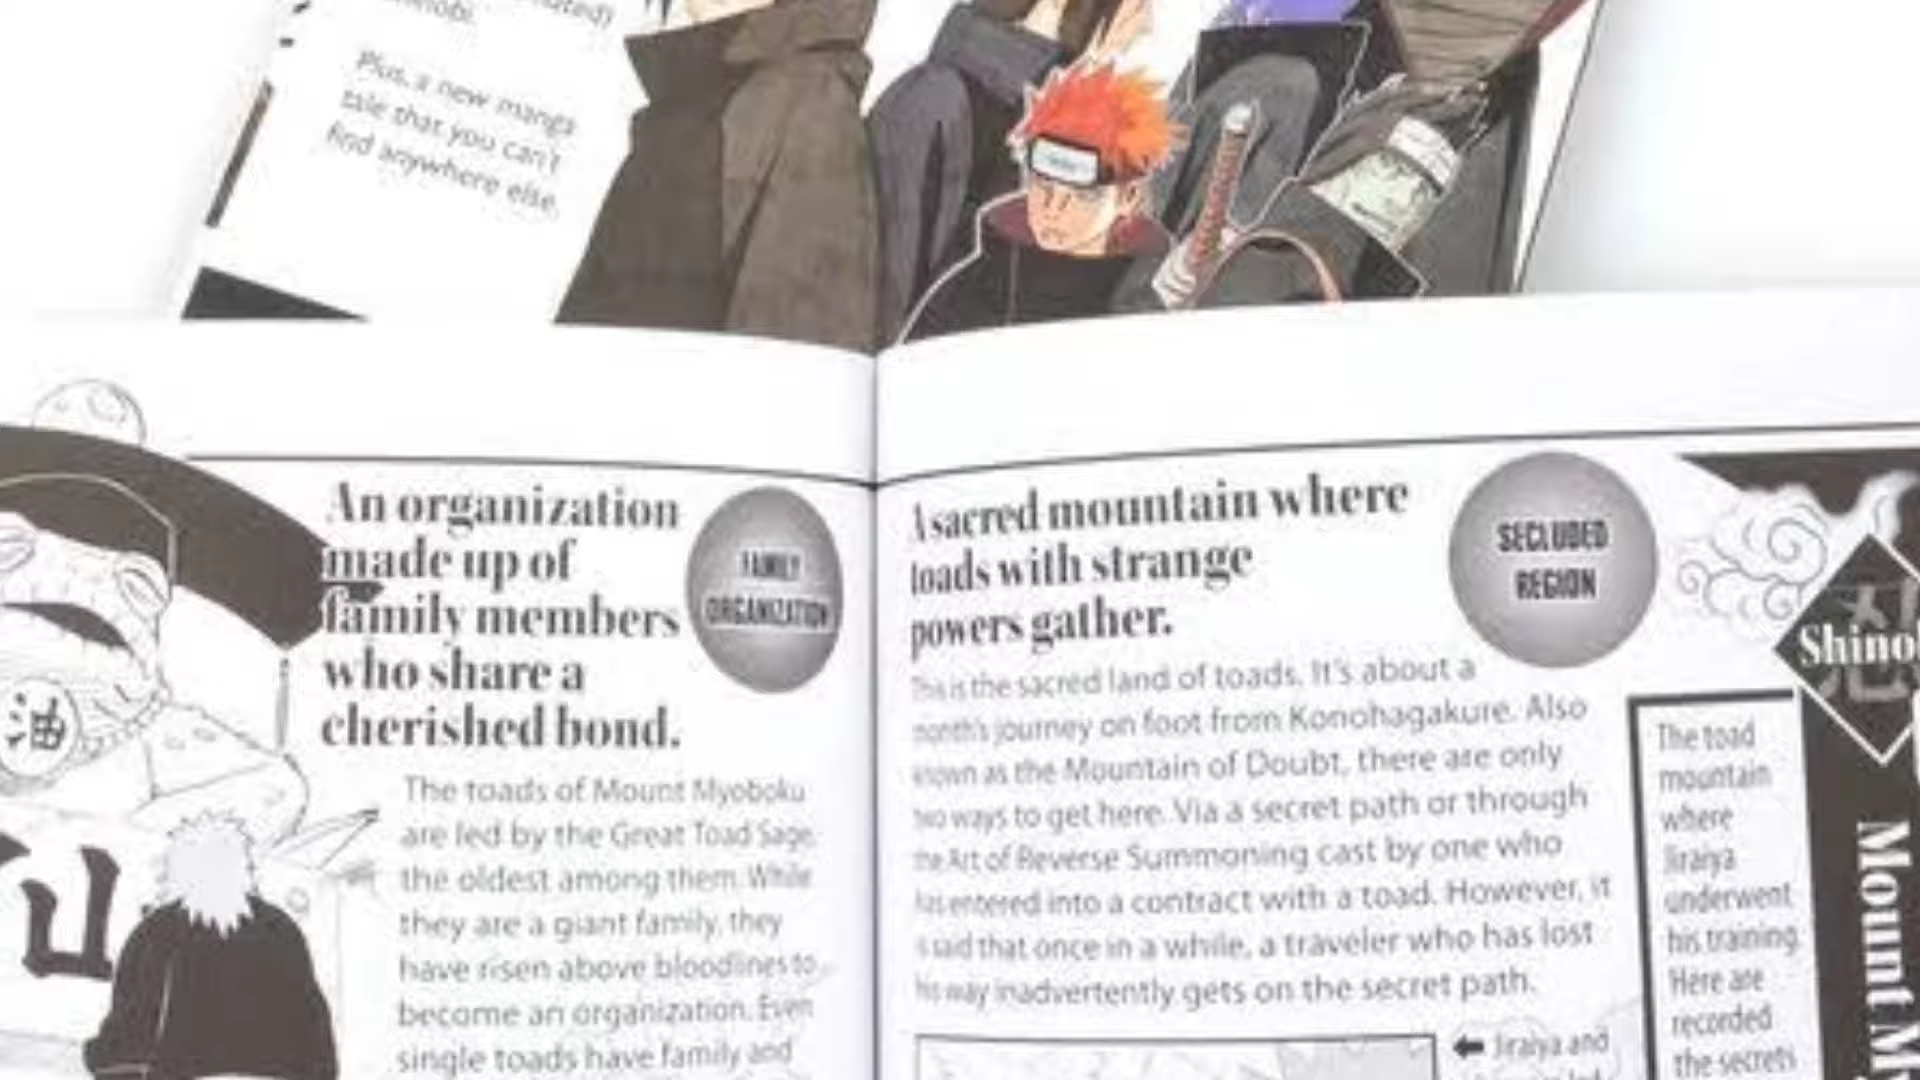 Plus, a new manga
tale that you can't
find anywhere else.
An organization
made up of
family members
who share a
cherished bond.
FAMILY
ORGANIZATION
The toads of Mount Myoboku
are led by the Great Toad Sage,
the oldest among them. While
they are a giant family, they
have risen above bloodlines to
become an organization. Even
single toads have family and
A sacred mountain where
toads with strange
powers gather.
SECLUDED
REGION
This is the sacred land of toads. It's about a
month's journey on foot from Konohagakure. Also
known as the Mountain of Doubt, there are only
two ways to get here. Via a secret path or through
the Art of Reverse Summoning cast by one who
has entered into a contract with a toad. However, it
is said that once in a while, a traveler who has lost
his way inadvertently gets on the secret path.
Jiraiya and
Shino
The toad
mountain
where
Jiraiya
underwent
his training.
Here are
recorded
the secrets
Mount M
油